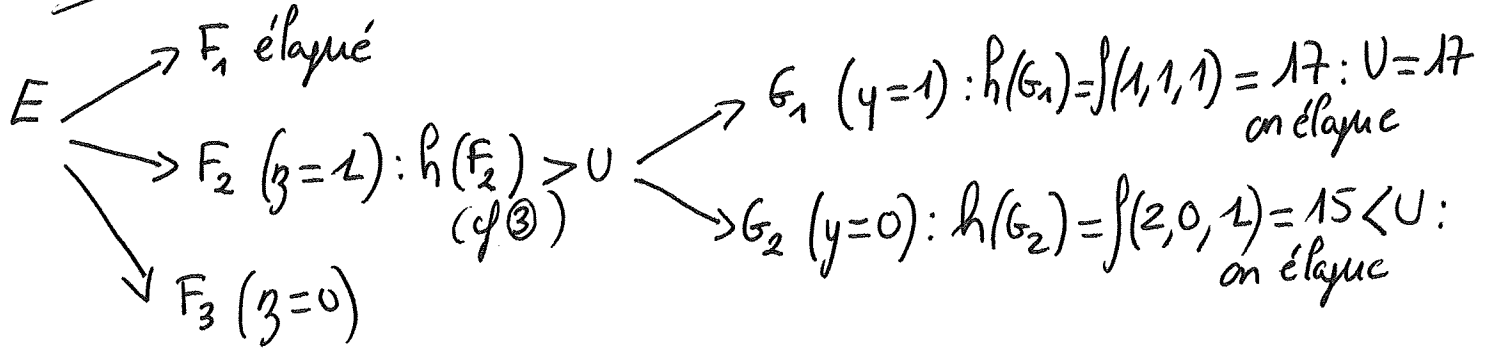 F₁ élagué
E
F₂ (z=1) : h(F₂) > U
(cf ③)
F₃ (z=0)
G₁ (y=1) : h(G₁) = f(1,1,1) = 17 : U=17
on élague
G₂ (y=0) : h(G₂) = f(2,0,1) = 15 < U :
on élague